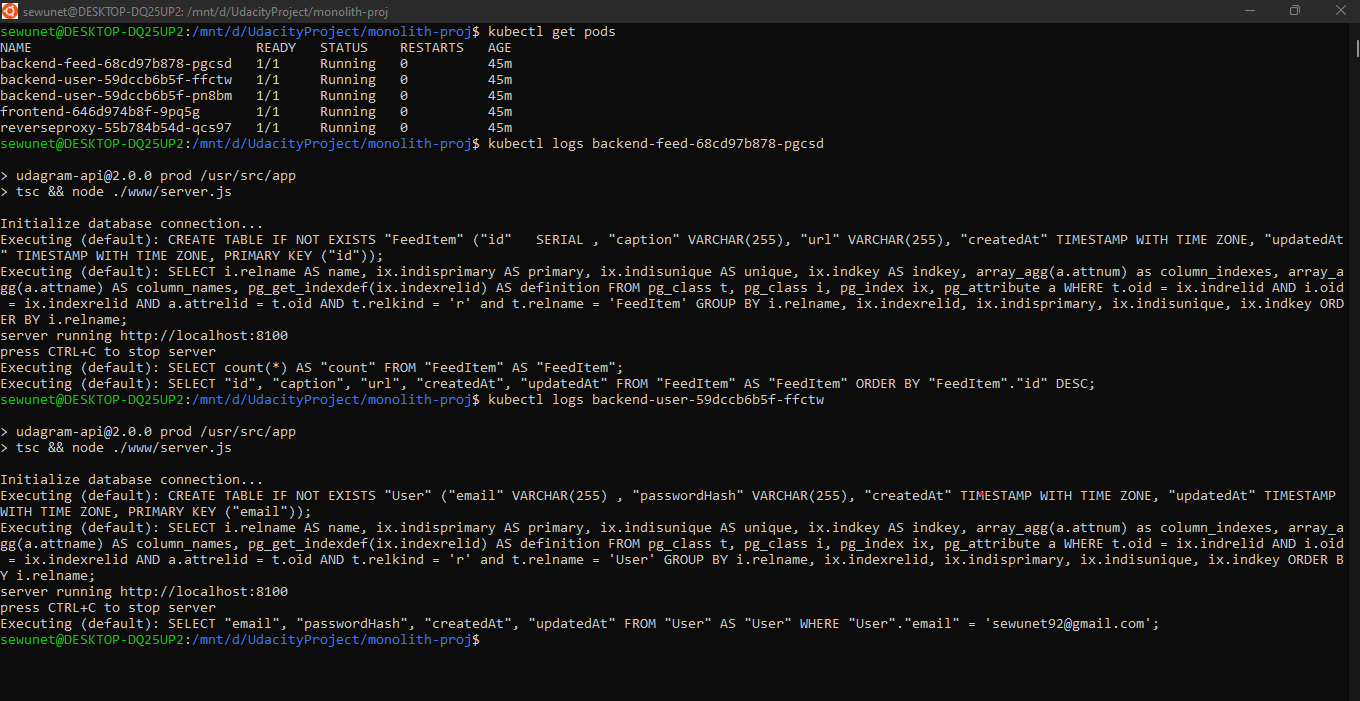 sewunet@DESKTOP-DQ25UP2: /mnt/d/UdacityProject/monolith-proj
sewunet@DESKTOP-DQ25UP2:/mnt/d/UdacityProject/monolith-proj$ kubectl get pods
NAME                            READY   STATUS    RESTARTS   AGE
backend-feed-68cd97b878-pgcsd   1/1     Running   0          45m
backend-user-59dccb6b5f-ffctw   1/1     Running   0          45m
backend-user-59dccb6b5f-pn8bm   1/1     Running   0          45m
frontend-646d974b8f-9pq5g       1/1     Running   0          45m
reverseproxy-55b784b54d-qcs97   1/1     Running   0          45m
sewunet@DESKTOP-DQ25UP2:/mnt/d/UdacityProject/monolith-proj$ kubectl logs backend-feed-68cd97b878-pgcsd

> udagram-api@2.0.0 prod /usr/src/app
> tsc && node ./www/server.js

Initialize database connection...
Executing (default): CREATE TABLE IF NOT EXISTS "FeedItem" ("id"   SERIAL , "caption" VARCHAR(255), "url" VARCHAR(255), "createdAt" TIMESTAMP WITH TIME ZONE, "updatedAt
" TIMESTAMP WITH TIME ZONE, PRIMARY KEY ("id"));
Executing (default): SELECT i.relname AS name, ix.indisprimary AS primary, ix.indisunique AS unique, ix.indkey AS indkey, array_agg(a.attnum) as column_indexes, array_a
gg(a.attname) AS column_names, pg_get_indexdef(ix.indexrelid) AS definition FROM pg_class t, pg_class i, pg_index ix, pg_attribute a WHERE t.oid = ix.indrelid AND i.oid
 = ix.indexrelid AND a.attrelid = t.oid AND t.relkind = 'r' and t.relname = 'FeedItem' GROUP BY i.relname, ix.indexrelid, ix.indisprimary, ix.indisunique, ix.indkey ORD
ER BY i.relname;
server running http://localhost:8100
press CTRL+C to stop server
Executing (default): SELECT count(*) AS "count" FROM "FeedItem" AS "FeedItem";
Executing (default): SELECT "id", "caption", "url", "createdAt", "updatedAt" FROM "FeedItem" AS "FeedItem" ORDER BY "FeedItem"."id" DESC;
sewunet@DESKTOP-DQ25UP2:/mnt/d/UdacityProject/monolith-proj$ kubectl logs backend-user-59dccb6b5f-ffctw

> udagram-api@2.0.0 prod /usr/src/app
> tsc && node ./www/server.js

Initialize database connection...
Executing (default): CREATE TABLE IF NOT EXISTS "User" ("email" VARCHAR(255) , "passwordHash" VARCHAR(255), "createdAt" TIMESTAMP WITH TIME ZONE, "updatedAt" TIMESTAMP
WITH TIME ZONE, PRIMARY KEY ("email"));
Executing (default): SELECT i.relname AS name, ix.indisprimary AS primary, ix.indisunique AS unique, ix.indkey AS indkey, array_agg(a.attnum) as column_indexes, array_a
gg(a.attname) AS column_names, pg_get_indexdef(ix.indexrelid) AS definition FROM pg_class t, pg_class i, pg_index ix, pg_attribute a WHERE t.oid = ix.indrelid AND i.oid
 = ix.indexrelid AND a.attrelid = t.oid AND t.relkind = 'r' and t.relname = 'User' GROUP BY i.relname, ix.indexrelid, ix.indisprimary, ix.indisunique, ix.indkey ORDER B
Y i.relname;
server running http://localhost:8100
press CTRL+C to stop server
Executing (default): SELECT "email", "passwordHash", "createdAt", "updatedAt" FROM "User" AS "User" WHERE "User"."email" = 'sewunet92@gmail.com';
sewunet@DESKTOP-DQ25UP2:/mnt/d/UdacityProject/monolith-proj$